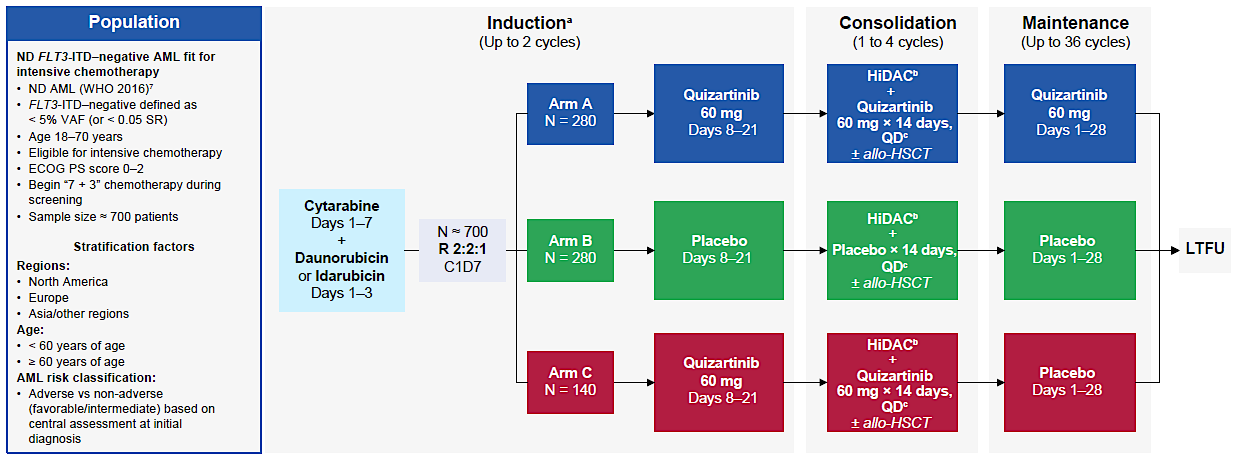 Population
ND FLT3-ITD–negative AML fit for
intensive chemotherapy
• ND AML (WHO 2016)⁷
• FLT3-ITD–negative defined as
< 5% VAF (or < 0.05 SR)
• Age 18–70 years
• Eligible for intensive chemotherapy
• ECOG PS score 0–2
• Begin “7 + 3” chemotherapy during
screening
• Sample size ≈ 700 patients
Stratification factors
Regions:
• North America
• Europe
• Asia/other regions
Age:
• < 60 years of age
• ≥ 60 years of age
AML risk classification:
• Adverse vs non-adverse
(favorable/intermediate) based on
central assessment at initial
diagnosis
Inductionᵃ
(Up to 2 cycles)
Consolidation
(1 to 4 cycles)
Maintenance
(Up to 36 cycles)
Cytarabine
Days 1–7
+
Daunorubicin
or Idarubicin
Days 1–3
N ≈ 700
R 2:2:1
C1D7
Arm A
N = 280
Quizartinib
60 mg
Days 8–21
HiDACᵇ
+
Quizartinib
60 mg × 14 days,
QDᶜ
± allo-HSCT
Quizartinib
60 mg
Days 1–28
Arm B
N = 280
Placebo
Days 8–21
HiDACᵇ
+
Placebo × 14 days,
QDᶜ
± allo-HSCT
Placebo
Days 1–28
Arm C
N = 140
Quizartinib
60 mg
Days 8–21
HiDACᵇ
+
Quizartinib
60 mg × 14 days,
QDᶜ
± allo-HSCT
Placebo
Days 1–28
LTFU